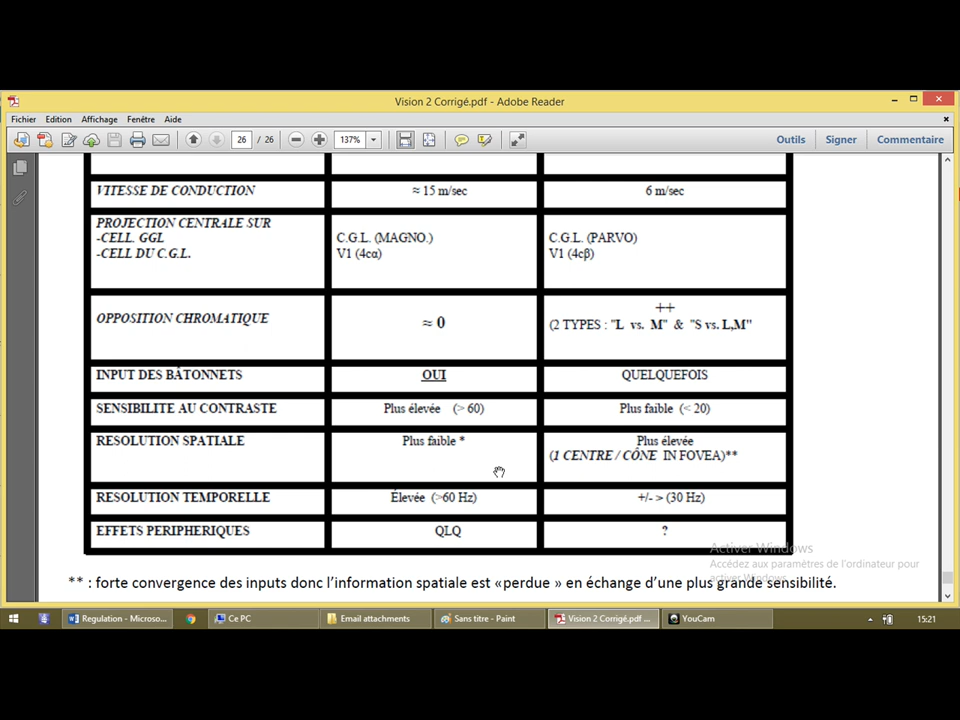 Vision 2 Corrigé.pdf - Adobe Reader
Fichier Edition Affichage Fenêtre Aide
26 / 26 137% Outils Signer Commentaire
VITESSE DE CONDUCTION ≈ 15 m/sec 6 m/sec
PROJECTION CENTRALE SUR
-CELL. GGL C.G.L. (MAGNO.) C.G.L. (PARVO)
-CELL DU C.G.L. V1 (4cα) V1 (4cβ)
++
OPPOSITION CHROMATIQUE ≈ 0 (2 TYPES : "L vs. M" & "S vs. L,M"
INPUT DES BÂTONNETS OUI QUELQUEFOIS
SENSIBILITE AU CONTRASTE Plus élevée (> 60) Plus faible (< 20)
RESOLUTION SPATIALE Plus faible * Plus élevée
(1 CENTRE / CÔNE IN FOVEA)**
RESOLUTION TEMPORELLE Élevée (>60 Hz) +/- > (30 Hz)
EFFETS PERIPHERIQUES QLQ ?
Activer Windows
Accédez aux paramètres de l'ordinateur pour
activer Windows.
** : forte convergence des inputs donc l'information spatiale est «perdue » en échange d'une plus grande sensibilité.
Regulation - Microso... Ce PC Email attachments Sans titre - Paint Vision 2 Corrigé.pdf ... YouCam 15:21